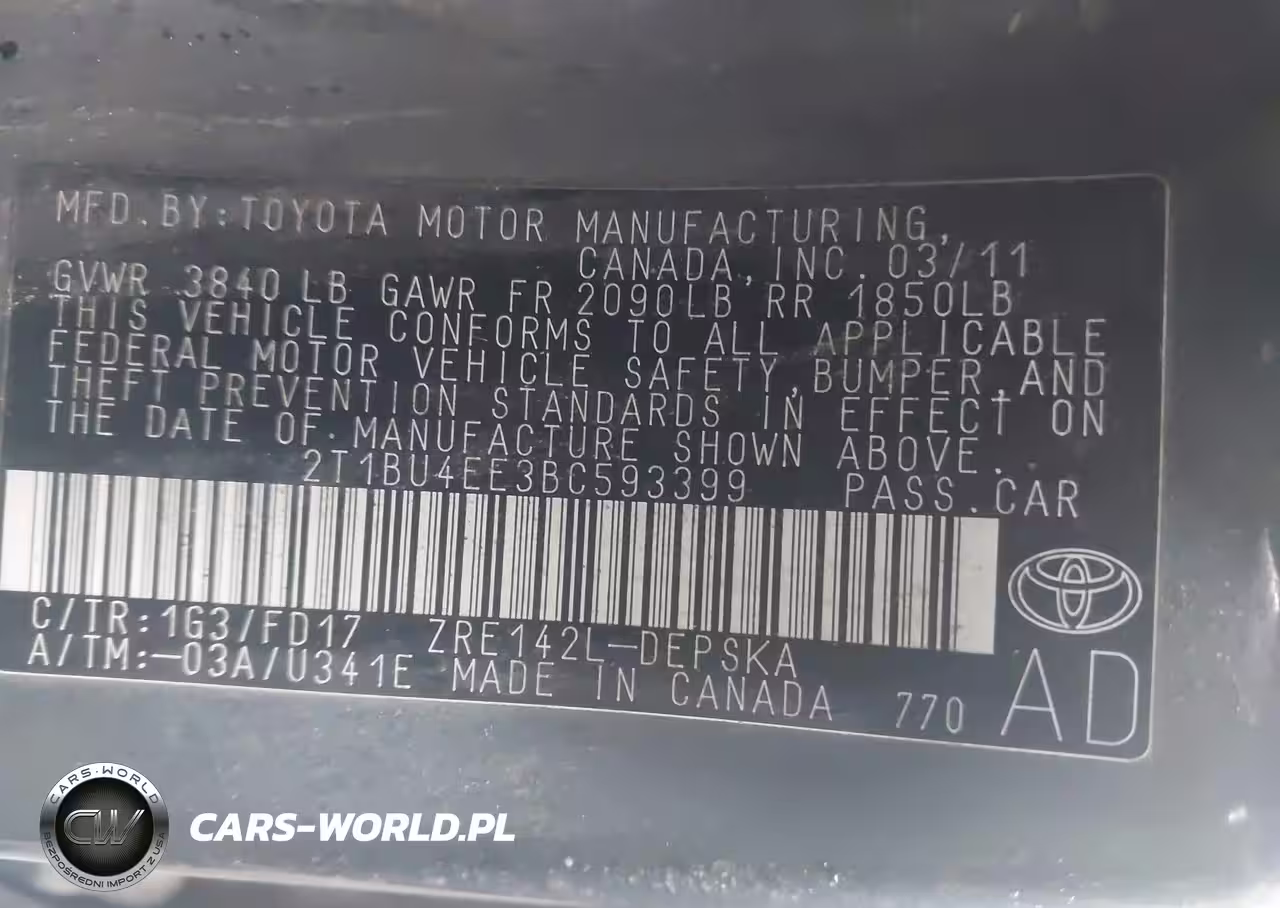 MFD. BY: TOYOTA MOTOR MANUFACTURING,
CANADA, INC. 03/11
GVWR 3840 LB GAWR FR 2090LB RR 1850LB
THIS VEHICLE CONFORMS TO ALL APPLICABLE
FEDERAL MOTOR VEHICLE SAFETY, BUMPER, AND
THEFT PREVENTION STANDARDS IN EFFECT ON
THE DATE OF MANUFACTURE SHOWN ABOVE.
2T1BU4EE3BC593399 PASS. CAR
C/TR: 1G3/FD17 ZRE142L-DEPSKA
A/TM: -03A/U341E MADE IN CANADA 770
AD
CARS-WORLD
CW
BEZPOŚREDNI IMPORT Z USA
CARS-WORLD.PL